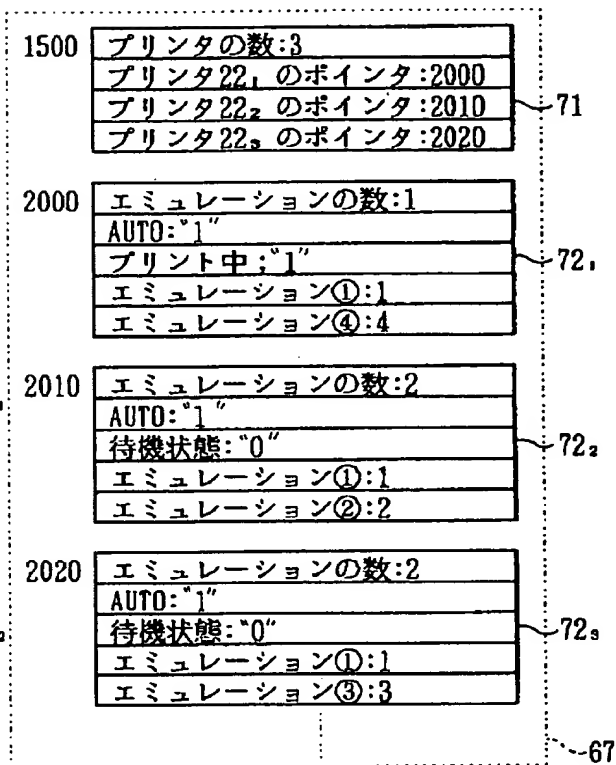 1500
プリンタの数:3
プリンタ22₁ のポインタ:2000
プリンタ22₂ のポインタ:2010
プリンタ22₃ のポインタ:2020
71
2000
エミュレーションの数:1
AUTO:"1"
プリント中;"1"
エミュレーション①:1
エミュレーション④:4
72₁
2010
エミュレーションの数:2
AUTO:"1"
待機状態:"0"
エミュレーション①:1
エミュレーション②:2
72₂
2020
エミュレーションの数:2
AUTO:"1"
待機状態:"0"
エミュレーション①:1
エミュレーション③:3
72₃
67